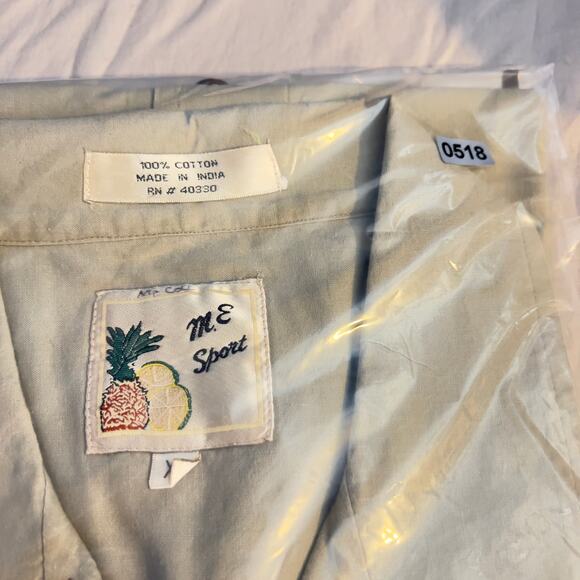 100% COTTON
MADE IN INDIA
RN # 40330
0518
M.E
Sport